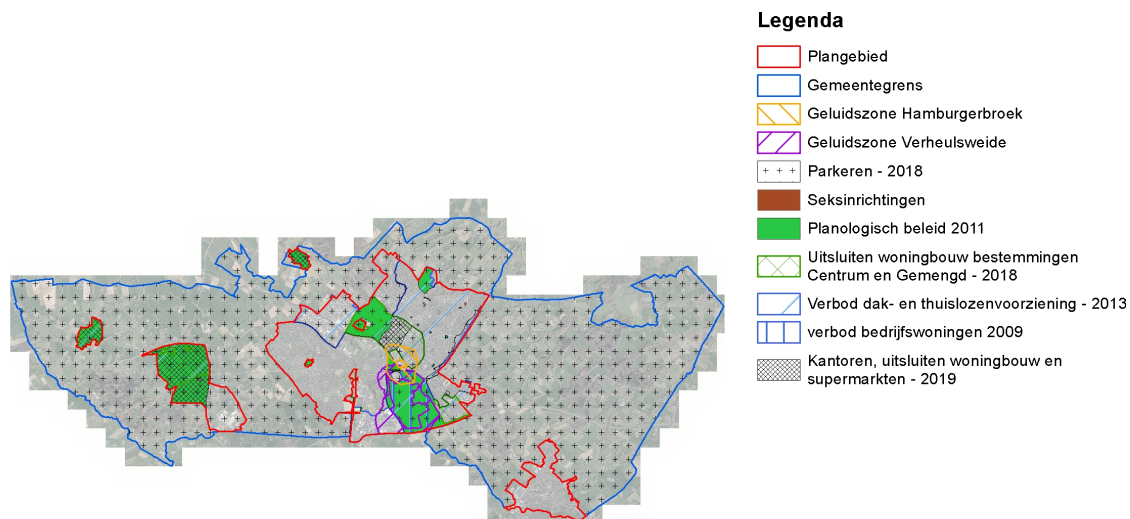 Legenda
Plangebied
Gemeentegrens
Geluidszone Hamburgerbroek
Geluidszone Verheulsweide
Parkeren - 2018
Seksinrichtingen
Planologisch beleid 2011
Uitsluiten woningbouw bestemmingen
Centrum en Gemengd - 2018
Verbod dak- en thuislozenvoorziening - 2013
verbod bedrijfswoningen 2009
Kantoren, uitsluiten woningbouw en
supermarkten - 2019